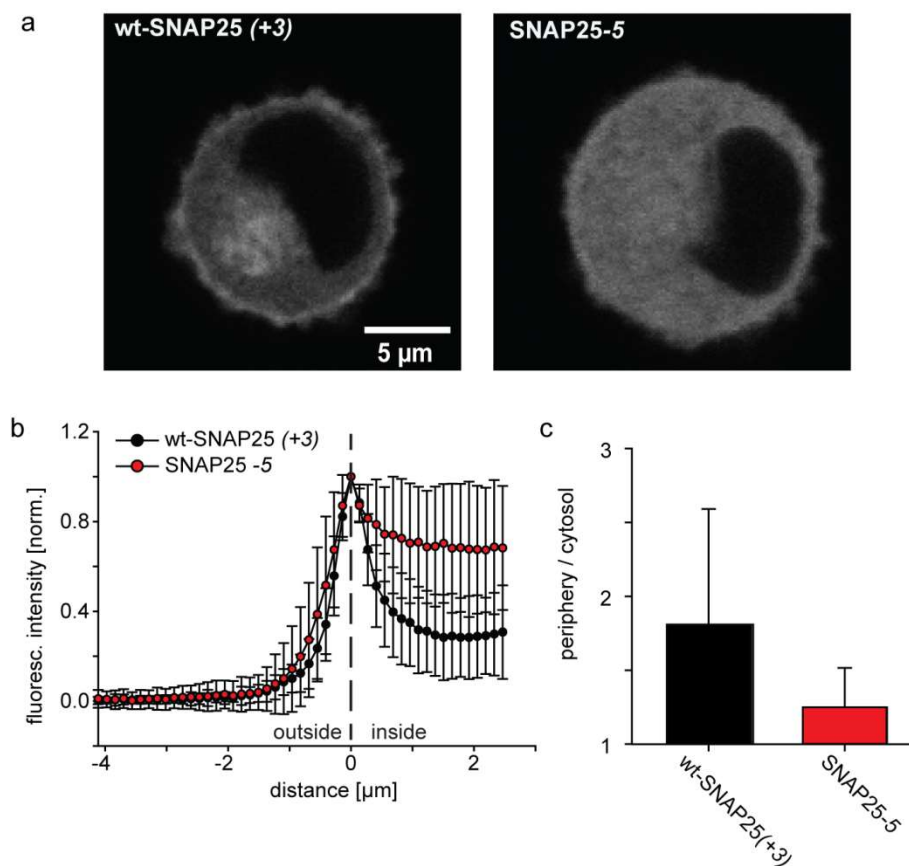 a
wt-SNAP25 (+3)
SNAP25-5
5 µm
b
wt-SNAP25 (+3)
SNAP25 -5
fluoresc. intensity [norm.]
1.2
0.8
0.4
0.0
outside
inside
-4
-2
0
2
distance [µm]
c
periphery / cytosol
3
2
1
wt-SNAP25(+3)
SNAP25-5